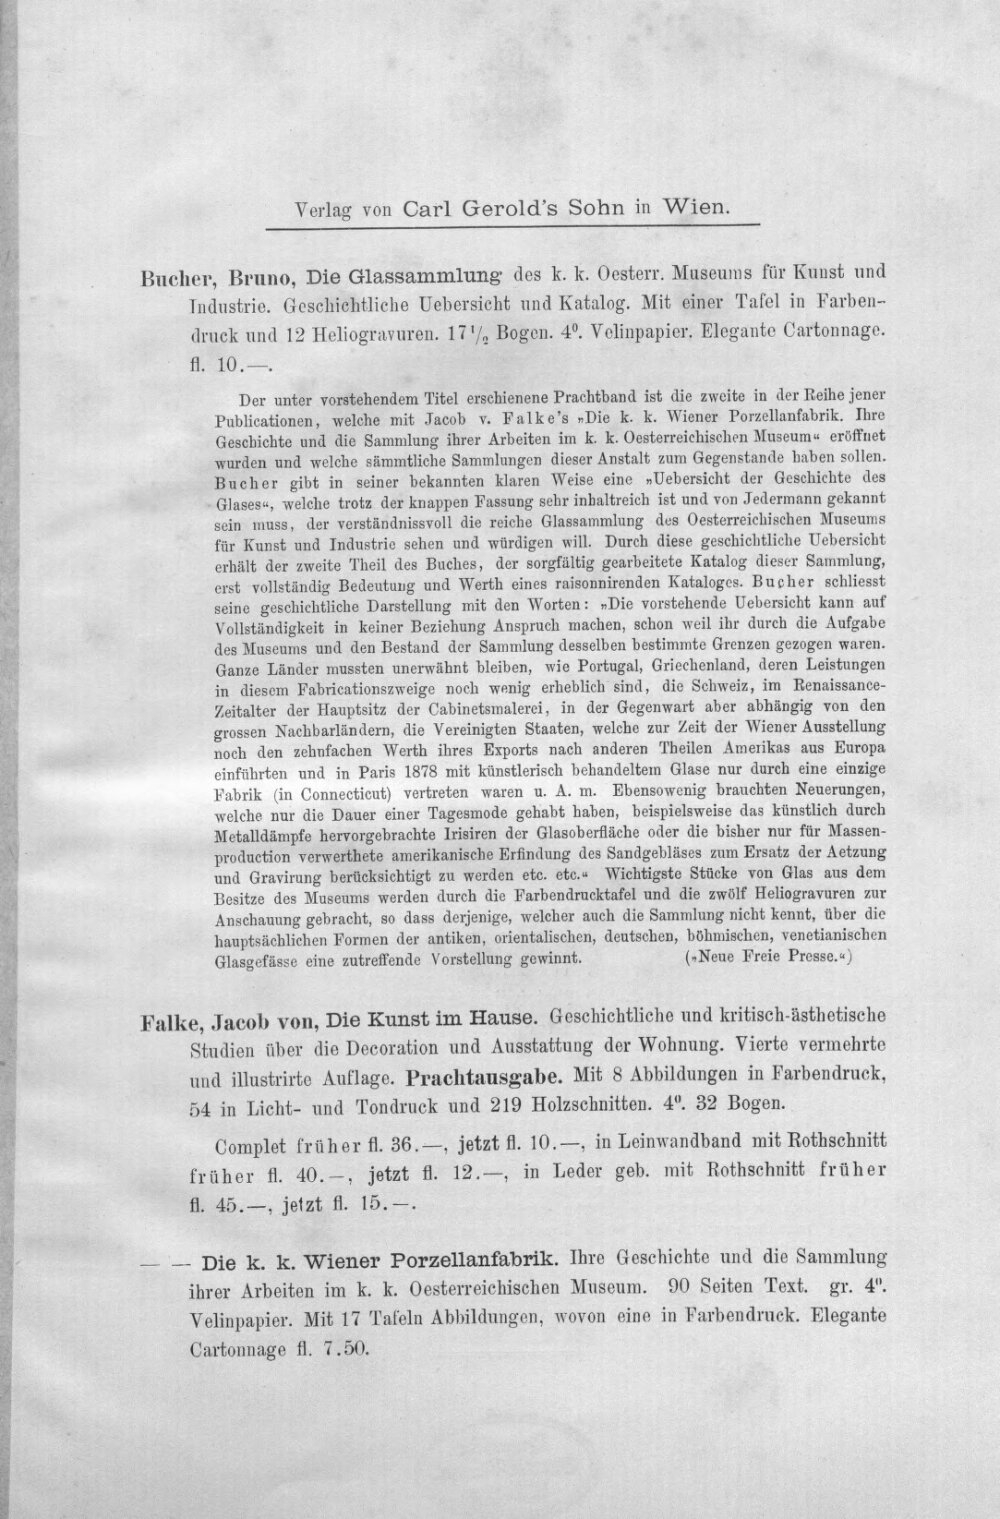 Verlag von Carl Gerold's Sohn in Wien.
Bucher, Bruno, Die Glassammlung des k. k. Oesterr. Museums für Kunst und
Industrie. Geschichtliche Uebersicht und Katalog. Mit einer Tafel in Farben-
druck und 12 Heliogravuren. 17 1/2 Bogen. 4⁰. Velinpapier. Elegante Cartonnage.
fl. 10.—.
Der unter vorstehendem Titel erschienene Prachtband ist die zweite in der Reihe jener
Publicationen, welche mit Jacob v. Falke's „Die k. k. Wiener Porzellanfabrik. Ihre
Geschichte und die Sammlung ihrer Arbeiten im k. k. Oesterreichischen Museum“ eröffnet
wurden und welche sämmtliche Sammlungen dieser Anstalt zum Gegenstande haben sollen.
Bucher gibt in seiner bekannten klaren Weise eine „Uebersicht der Geschichte des
Glases“, welche trotz der knappen Fassung sehr inhaltreich ist und von Jedermann gekannt
sein muss, der verständnissvoll die reiche Glassammlung des Oesterreichischen Museums
für Kunst und Industrie sehen und würdigen will. Durch diese geschichtliche Uebersicht
erhält der zweite Theil des Buches, der sorgfältig gearbeitete Katalog dieser Sammlung,
erst vollständig Bedeutung und Werth eines raisonnirenden Kataloges. Bucher schliesst
seine geschichtliche Darstellung mit den Worten: „Die vorstehende Uebersicht kann auf
Vollständigkeit in keiner Beziehung Anspruch machen, schon weil ihr durch die Aufgabe
des Museums und den Bestand der Sammlung desselben bestimmte Grenzen gezogen waren.
Ganze Länder mussten unerwähnt bleiben, wie Portugal, Griechenland, deren Leistungen
in diesem Fabricationszweige noch wenig erheblich sind, die Schweiz, im Renaissance-
Zeitalter der Hauptsitz der Cabinetsmalerei, in der Gegenwart aber abhängig von den
grossen Nachbarländern, die Vereinigten Staaten, welche zur Zeit der Wiener Ausstellung
noch den zehnfachen Werth ihres Exports nach anderen Theilen Amerikas aus Europa
einführten und in Paris 1878 mit künstlerisch behandeltem Glase nur durch eine einzige
Fabrik (in Connecticut) vertreten waren u. A. m. Ebensowenig brauchten Neuerungen,
welche nur die Dauer einer Tagesmode gehabt haben, beispielsweise das künstlich durch
Metalldämpfe hervorgebrachte Irisiren der Glasoberfläche oder die bisher nur für Massen-
production verwerthete amerikanische Erfindung des Sandgebläses zum Ersatz der Aetzung
und Gravirung berücksichtigt zu werden etc. etc.“ Wichtigste Stücke von Glas aus dem
Besitze des Museums werden durch die Farbendrucktafel und die zwölf Heliogravuren zur
Anschauung gebracht, so dass derjenige, welcher auch die Sammlung nicht kennt, über die
hauptsächlichen Formen der antiken, orientalischen, deutschen, böhmischen, venetianischen
Glasgefässe eine zutreffende Vorstellung gewinnt. („Neue Freie Presse.“)
Falke, Jacob von, Die Kunst im Hause. Geschichtliche und kritisch-ästhetische
Studien über die Decoration und Ausstattung der Wohnung. Vierte vermehrte
und illustrirte Auflage. Prachtausgabe. Mit 8 Abbildungen in Farbendruck,
54 in Licht- und Tondruck und 219 Holzschnitten. 4⁰. 32 Bogen.
Complet früher fl. 36.—, jetzt fl. 10.—, in Leinwandband mit Rothschnitt
früher fl. 40.—, jetzt fl. 12.—, in Leder geb. mit Rothschnitt früher
fl. 45.—, jetzt fl. 15.—.
— — Die k. k. Wiener Porzellanfabrik. Ihre Geschichte und die Sammlung
ihrer Arbeiten im k. k. Oesterreichischen Museum. 90 Seiten Text. gr. 4⁰.
Velinpapier. Mit 17 Tafeln Abbildungen, wovon eine in Farbendruck. Elegante
Cartonnage fl. 7.50.